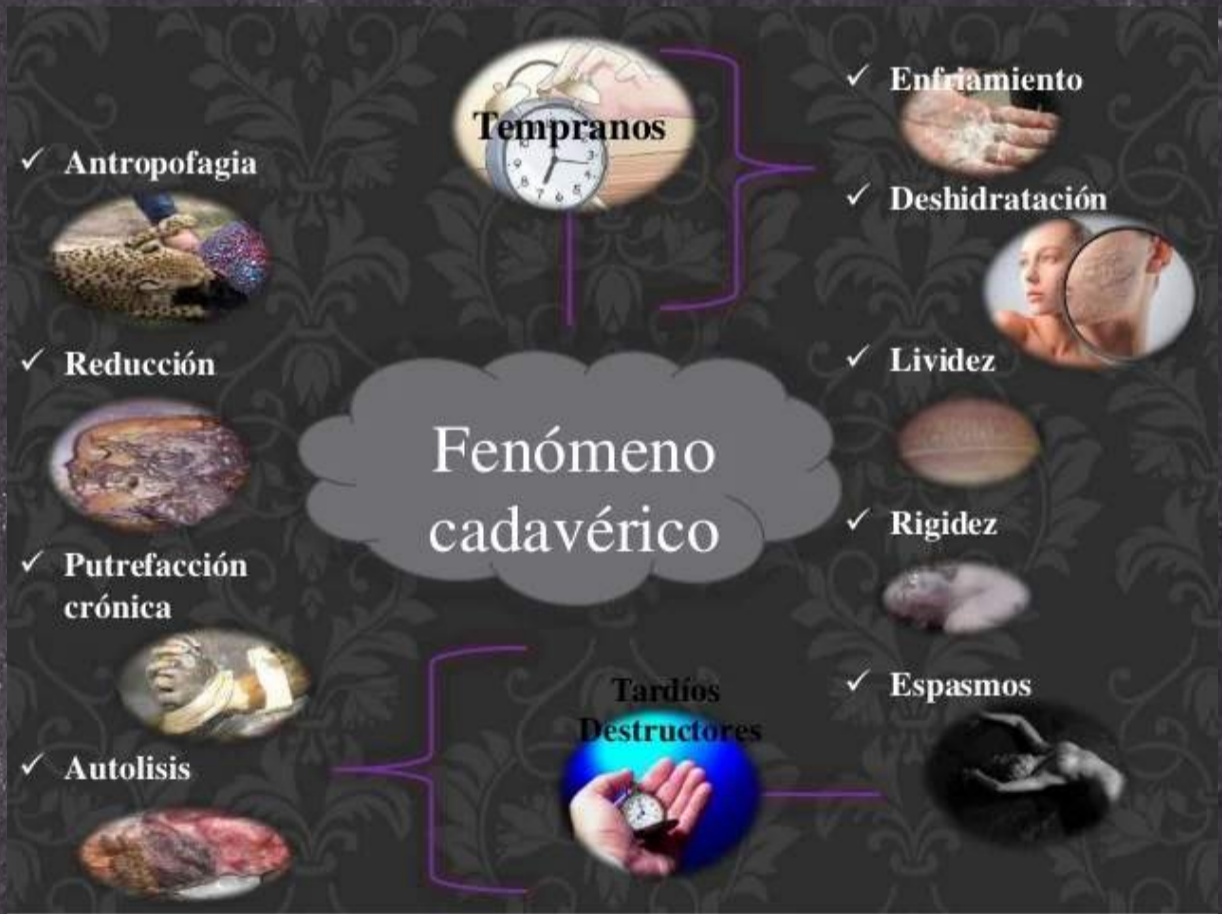 Tempranos
✓ Enfriamiento
✓ Deshidratación
✓ Lividez
✓ Rigidez
✓ Espasmos
Fenómeno
cadavérico
✓ Antropofagia
✓ Reducción
✓ Putrefacción
crónica
✓ Autolisis
Tardíos
Destructores